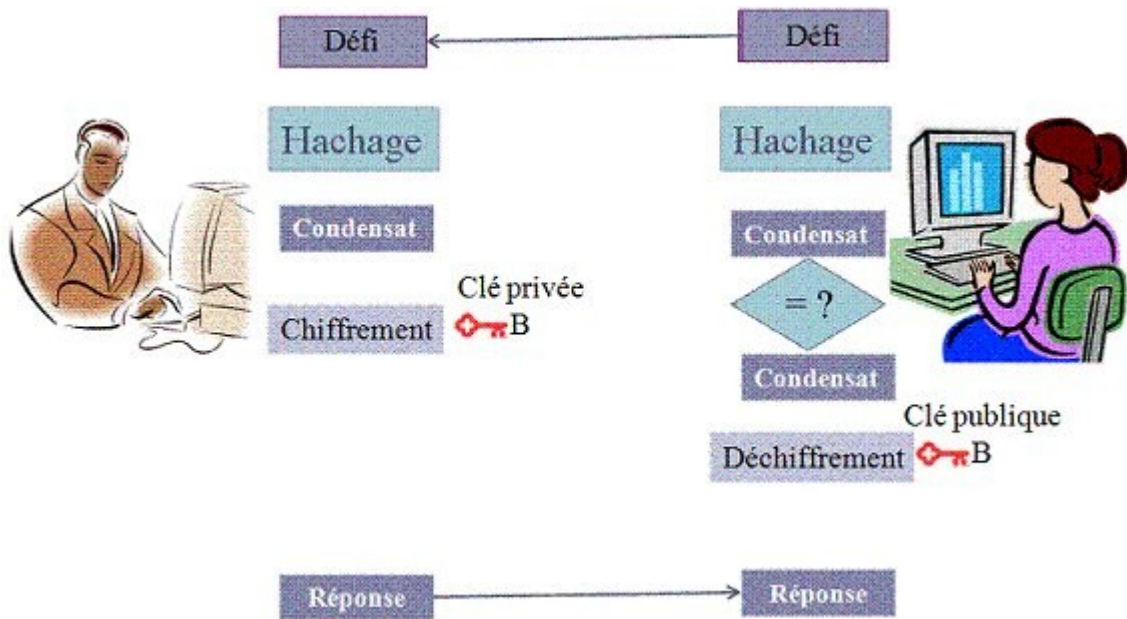 Défi
Défi
Hachage
Hachage
Condensat
Condensat
Clé privée
= ?
Chiffrement
B
Condensat
Clé publique
Déchiffrement
B
Réponse
Réponse